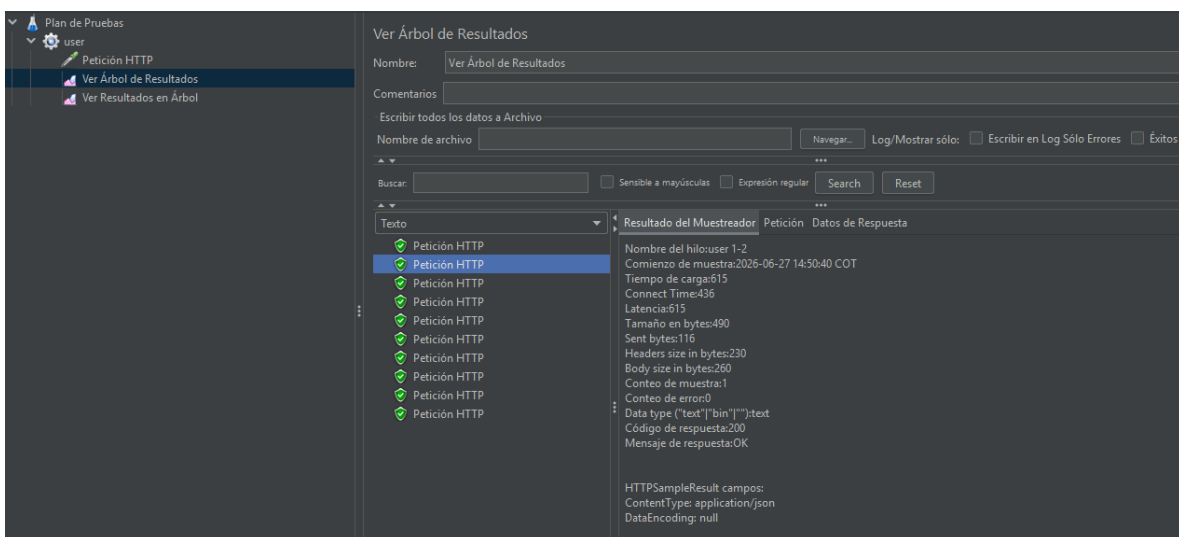 Plan de Pruebas
user
Petición HTTP
Ver Árbol de Resultados
Ver Resultados en Árbol
Ver Árbol de Resultados
Nombre: Ver Árbol de Resultados
Comentarios
Escribir todos los datos a Archivo
Nombre de archivo Navegar... Log/Mostrar sólo: Escribir en Log Sólo Errores Éxitos
Buscar: Sensible a mayúsculas Expresión regular Search Reset
Texto
Petición HTTP
Petición HTTP
Petición HTTP
Petición HTTP
Petición HTTP
Petición HTTP
Petición HTTP
Petición HTTP
Petición HTTP
Petición HTTP
Resultado del Muestreador Petición Datos de Respuesta
Nombre del hilo:user 1-2
Comienzo de muestra:2026-06-27 14:50:40 COT
Tiempo de carga:615
Connect Time:436
Latencia:615
Tamaño en bytes:490
Sent bytes:116
Headers size in bytes:230
Body size in bytes:260
Conteo de muestra:1
Conteo de error:0
Data type ("text"|"bin"|""):text
Código de respuesta:200
Mensaje de respuesta:OK
HTTPSampleResult campos:
ContentType: application/json
DataEncoding: null